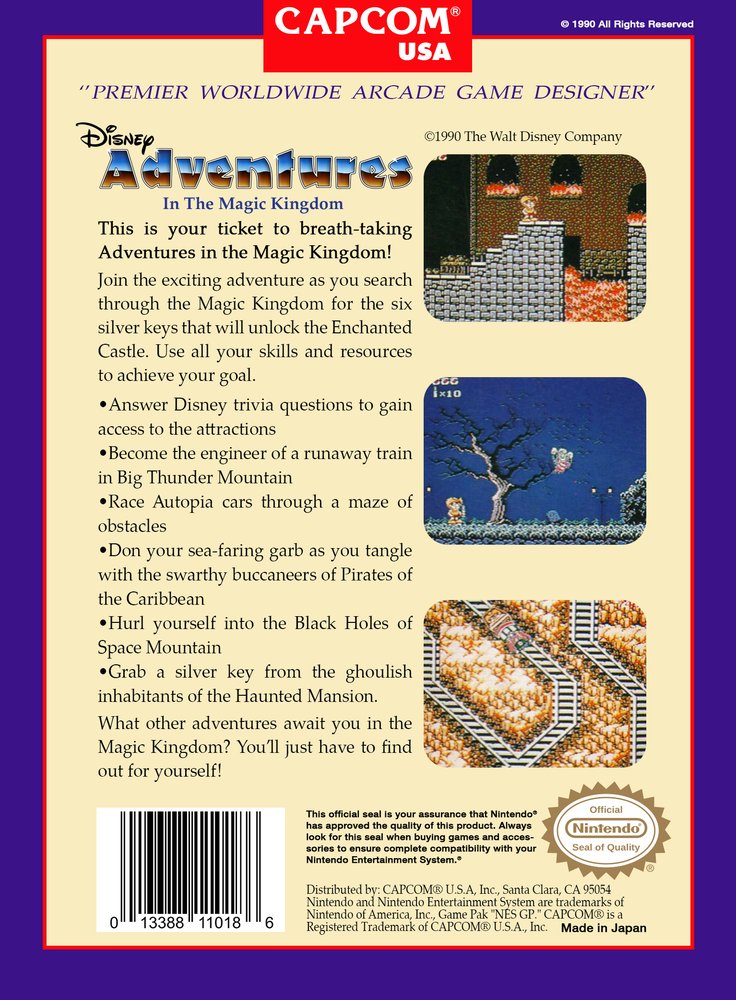 CAPCOM®
USA
© 1990 All Rights Reserved
"PREMIER WORLDWIDE ARCADE GAME DESIGNER"
Disney
Adventures
In The Magic Kingdom
©1990 The Walt Disney Company
This is your ticket to breath-taking
Adventures in the Magic Kingdom!
Join the exciting adventure as you search
through the Magic Kingdom for the six
silver keys that will unlock the Enchanted
Castle. Use all your skills and resources
to achieve your goal.
•Answer Disney trivia questions to gain
access to the attractions
•Become the engineer of a runaway train
in Big Thunder Mountain
•Race Autopia cars through a maze of
obstacles
•Don your sea-faring garb as you tangle
with the swarthy buccaneers of Pirates of
the Caribbean
•Hurl yourself into the Black Holes of
Space Mountain
•Grab a silver key from the ghoulish
inhabitants of the Haunted Mansion.
What other adventures await you in the
Magic Kingdom? You'll just have to find
out for yourself!
×10
0 13388 11018 6
This official seal is your assurance that Nintendo®
has approved the quality of this product. Always
look for this seal when buying games and acces-
sories to ensure complete compatibility with your
Nintendo Entertainment System.®
Official
Nintendo®
Seal of Quality
®
Distributed by: CAPCOM® U.S.A, Inc., Santa Clara, CA 95054
Nintendo and Nintendo Entertainment System are trademarks of
Nintendo of America, Inc., Game Pak "NES GP." CAPCOM® is a
Registered Trademark of CAPCOM® U.S.A., Inc. Made in Japan